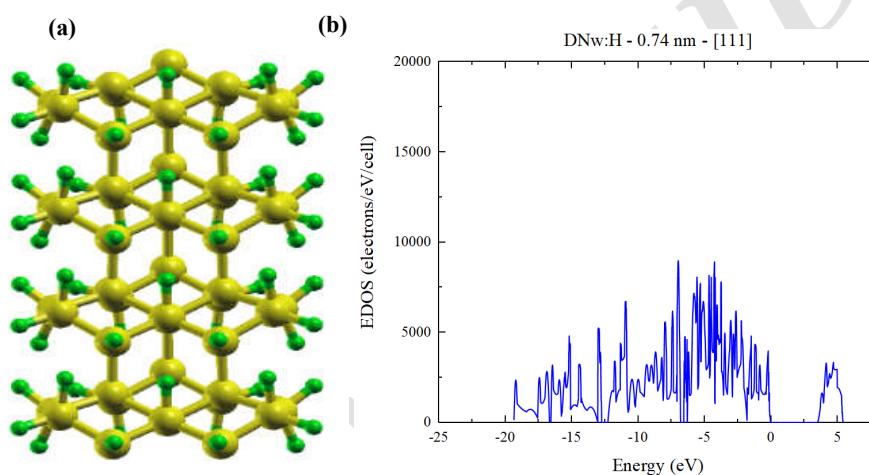 (a)
(b)
DNw:H - 0.74 nm - [111]
20000
15000
10000
5000
0
EDOS (electrons/eV/cell)
-25 -20 -15 -10 -5 0 5
Energy (eV)